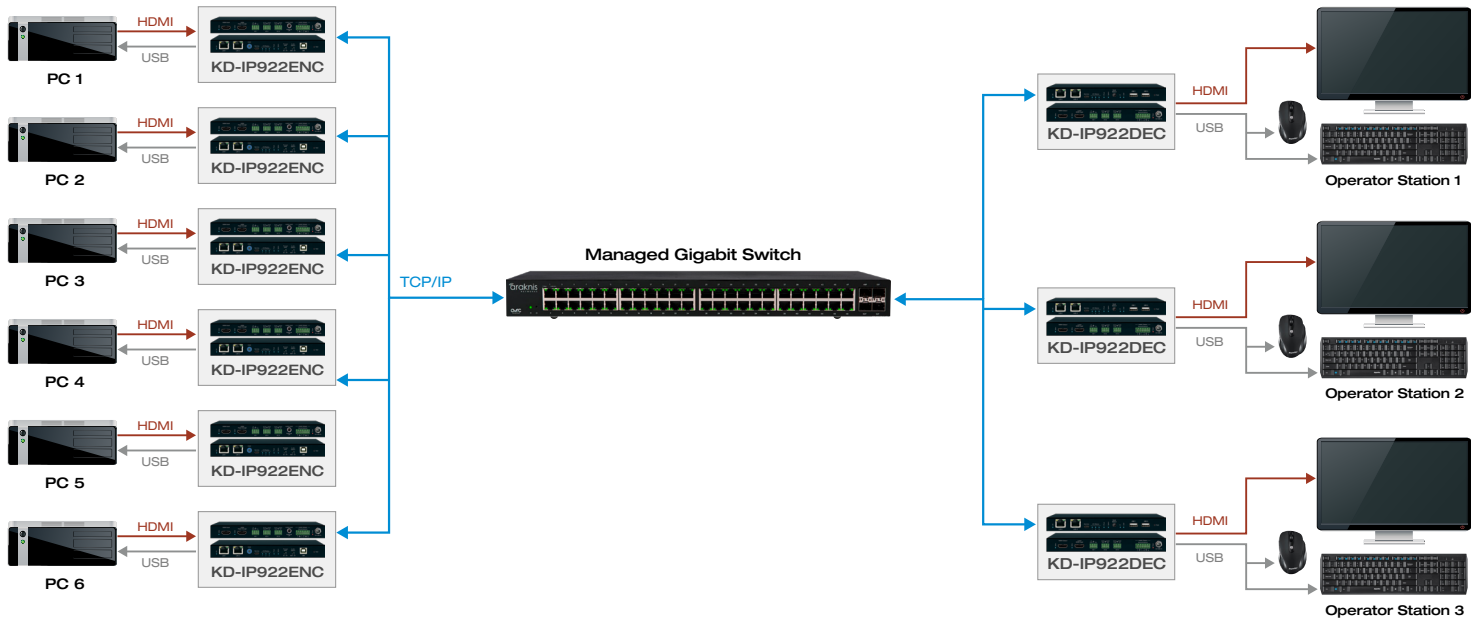 HDMI
USB
KD-IP922ENC
PC 1
HDMI
USB
KD-IP922ENC
PC 2
HDMI
USB
KD-IP922ENC
PC 3
HDMI
USB
KD-IP922ENC
PC 4
HDMI
USB
KD-IP922ENC
PC 5
HDMI
USB
KD-IP922ENC
PC 6
TCP/IP
Managed Gigabit Switch
araknis
KD-IP922DEC
HDMI
USB
Operator Station 1
KD-IP922DEC
HDMI
USB
Operator Station 2
KD-IP922DEC
HDMI
USB
Operator Station 3